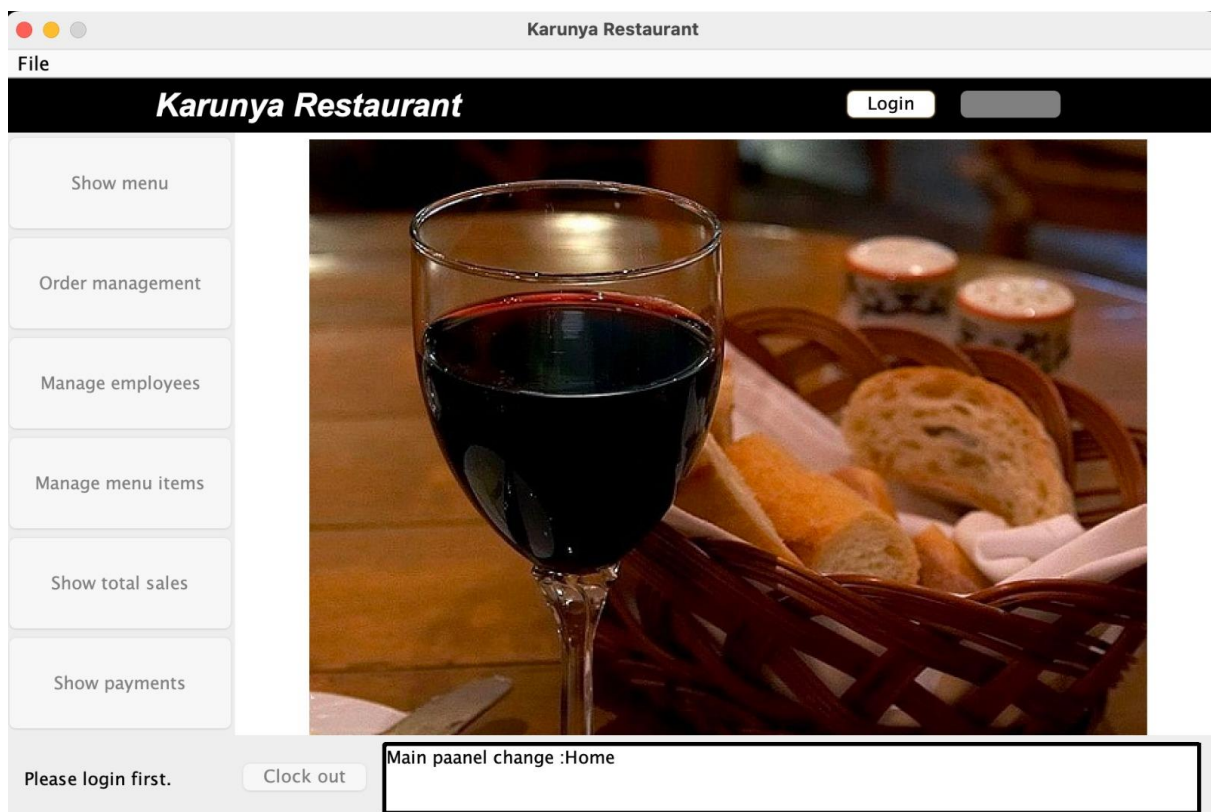 Karunya Restaurant
File
Karunya Restaurant
Login
Show menu
Order management
Manage employees
Manage menu items
Show total sales
Show payments
Please login first.
Clock out
Main paanel change :Home